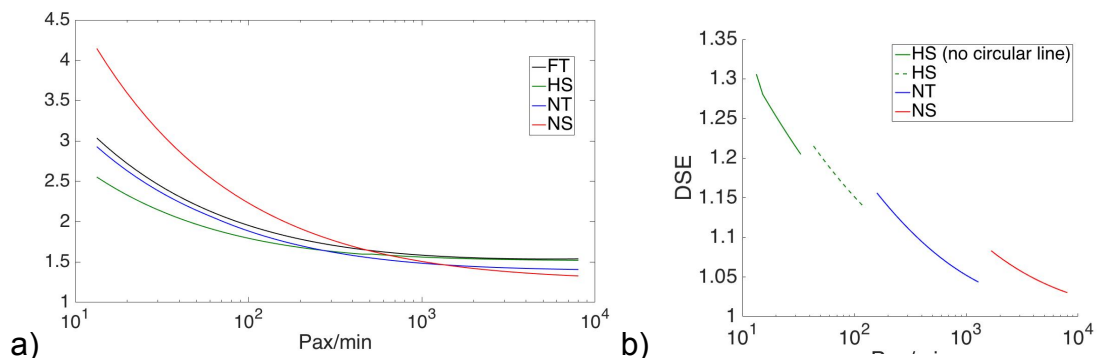 4.5
4
3.5
3
2.5
2
1.5
1
10^1
10^2
10^3
10^4
Pax/min
FT
HS
NT
NS
a)
1.35
1.3
1.25
1.2
1.15
1.1
1.05
1
DSE
10^1
10^2
10^3
10^4
HS (no circular line)
HS
NT
NS
b)